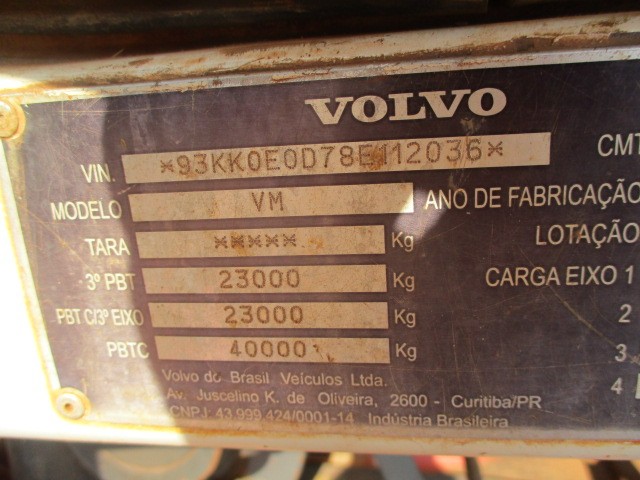 VOLVO
VIN. *93KK0E0D78E112036* CMT
MODELO VM ANO DE FABRICAÇÃO
TARA ***** Kg LOTAÇÃO
3º PBT 23000 Kg CARGA EIXO 1
PBT C/3º EIXO 23000 Kg 2
PBTC 40000 Kg 3
Volvo do Brasil Veículos Ltda. 4
Av. Juscelino K. de Oliveira, 2600 - Curitiba/PR
CNPJ: 43.999.424/0001-14 Indústria Brasileira